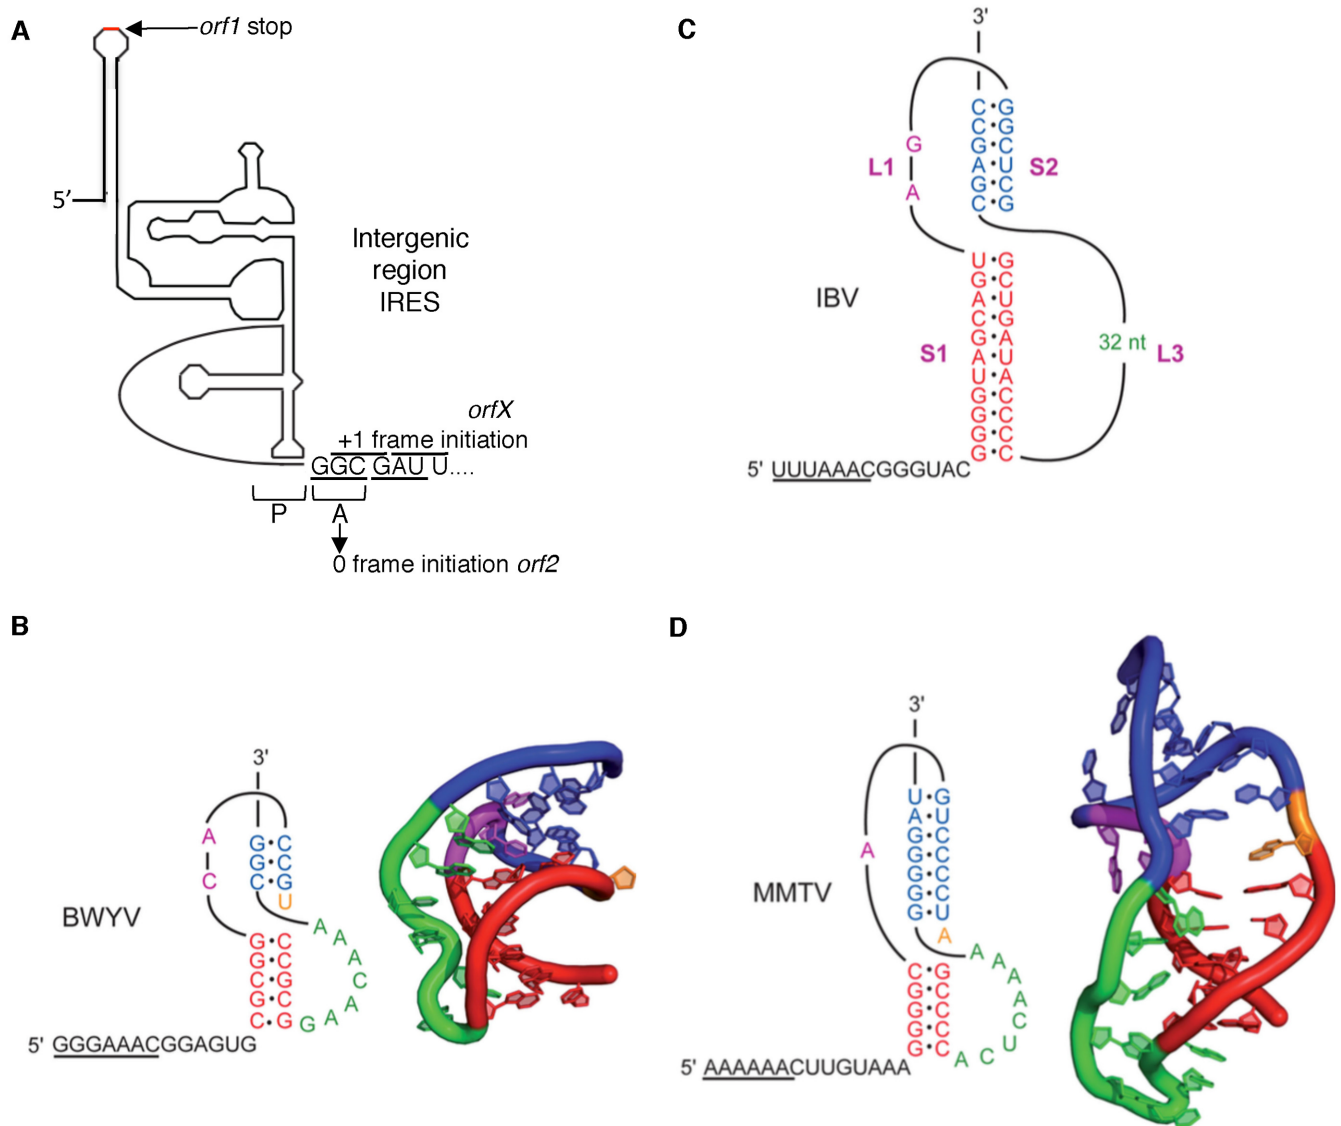 A
orf1 stop
5′
Intergenic
region
IRES
orfX
+1 frame initiation
GGC GAU U....
P
A
0 frame initiation orf2
C
3'
C·G
C·G
G·C
A·U
G·C
C·G
L1
G
A
S2
U·G
G·C
A·U
C·G
G·A
A·U
U·A
G·C
G·C
G·C
G·C
IBV
S1
32 nt
L3
5' UUUAAACGGGUAC
B
3'
A
C
G·C
G·C
C·G
U
BWYV
G·C
G·C
C·G
G·C
C·G
A
A
A
C
A
A
G
5' GGGAAACGGAGUG
D
3'
A
U·G
A·U
G·C
G·C
G·C
G·C
G·U
A
MMTV
C·G
G·C
G·C
G·C
G·C
A
A
A
A
C
U
C
A
5' AAAAAACUUGUAAA